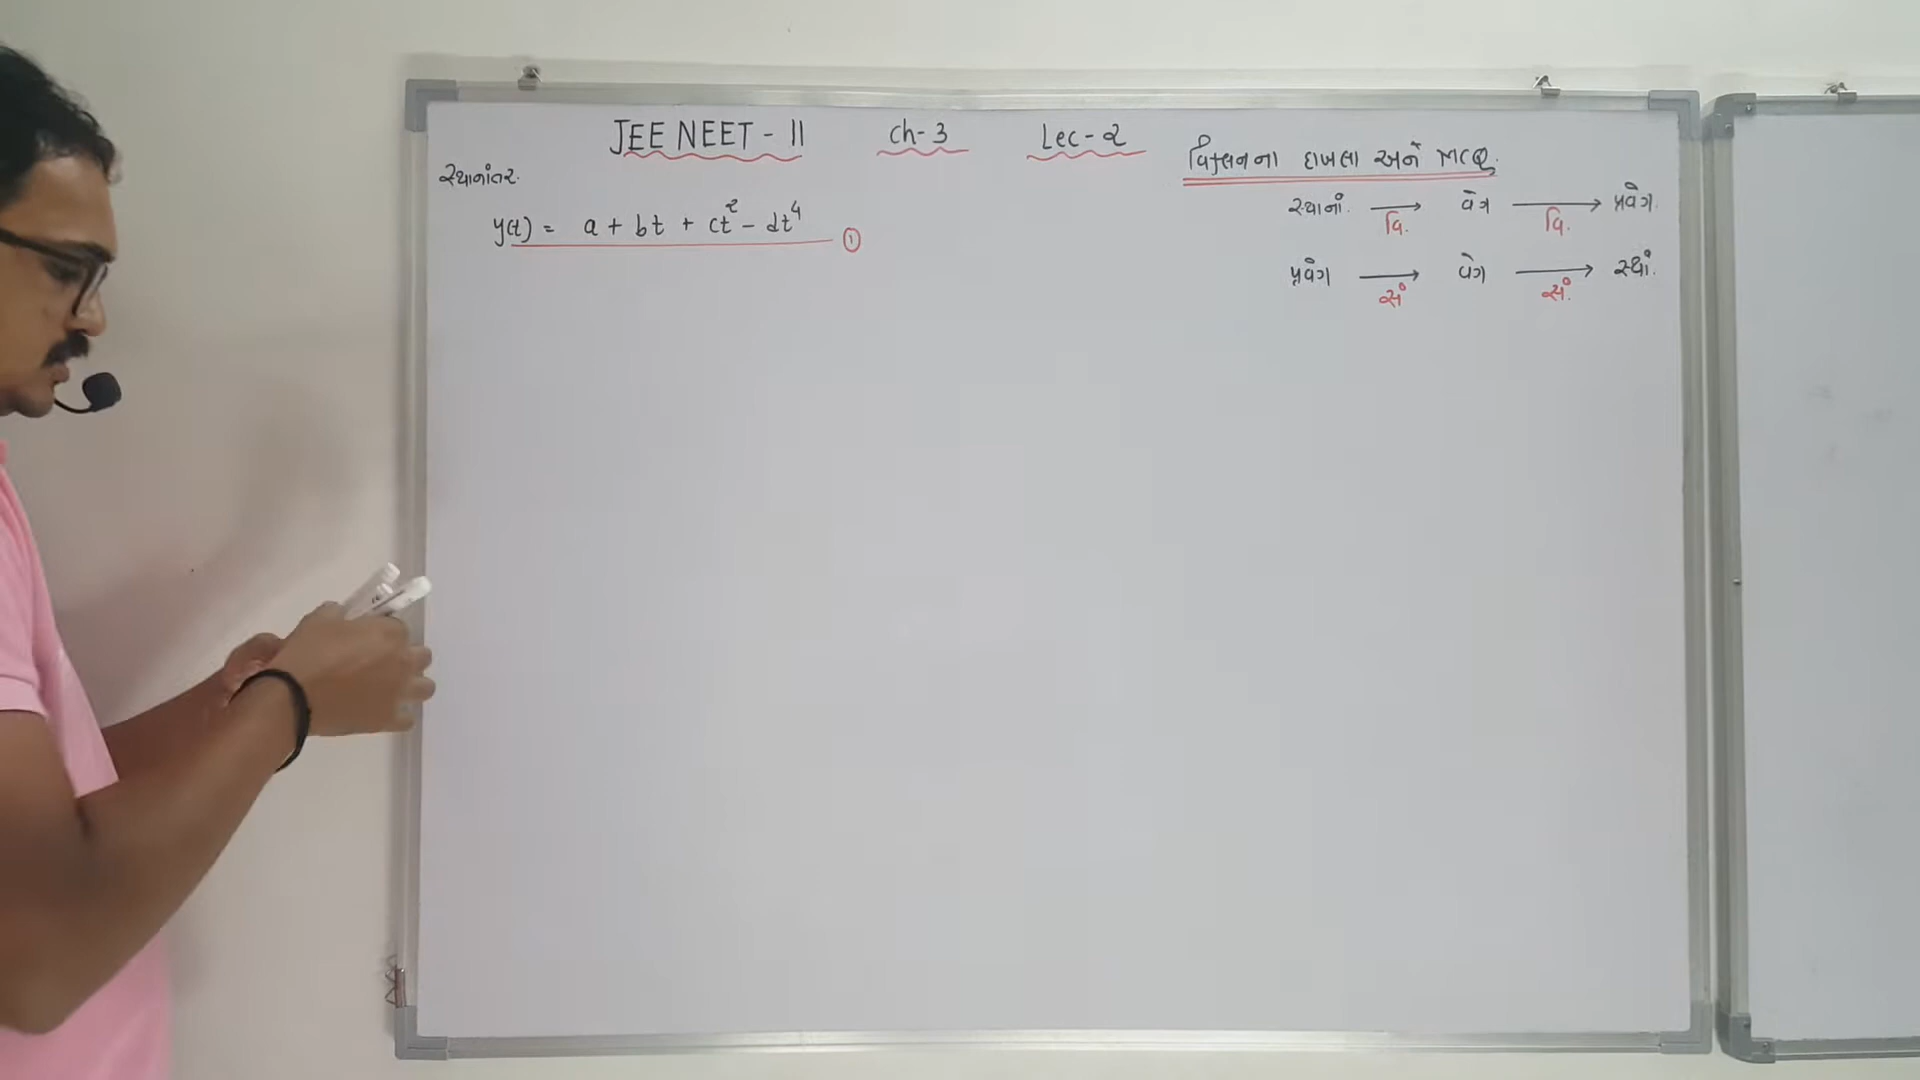 JEE NEET - 11 Ch-3 Lec-2
સ્થાનાંતર.
y(t) = a + bt + ct² - dt⁴ ①
વિકલનના દાખલા અને MCQ.
સ્થાનાં. → વેગ → પ્રવેગ.
વિ. વિ.
પ્રવેગ → વેગ → સ્થાં.
સં સં.